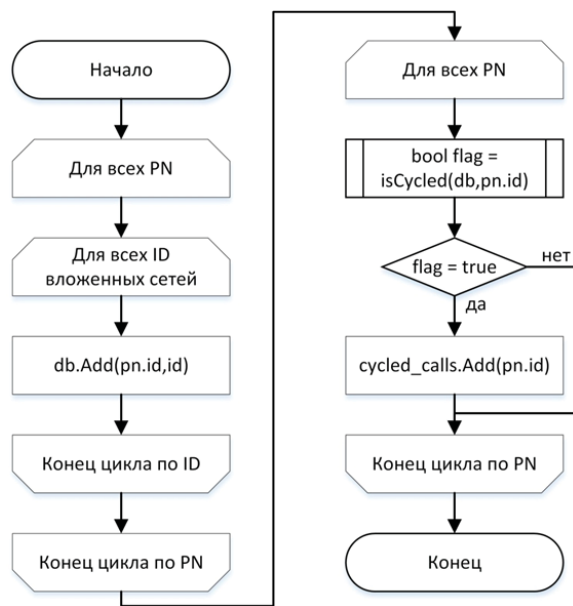 Начало
Для всех PN
Для всех ID
вложенных сетей
db.Add(pn.id,id)
Конец цикла по ID
Конец цикла по PN
Для всех PN
bool flag =
isCycled(db,pn.id)
flag = true
нет
да
cycled_calls.Add(pn.id)
Конец цикла по PN
Конец